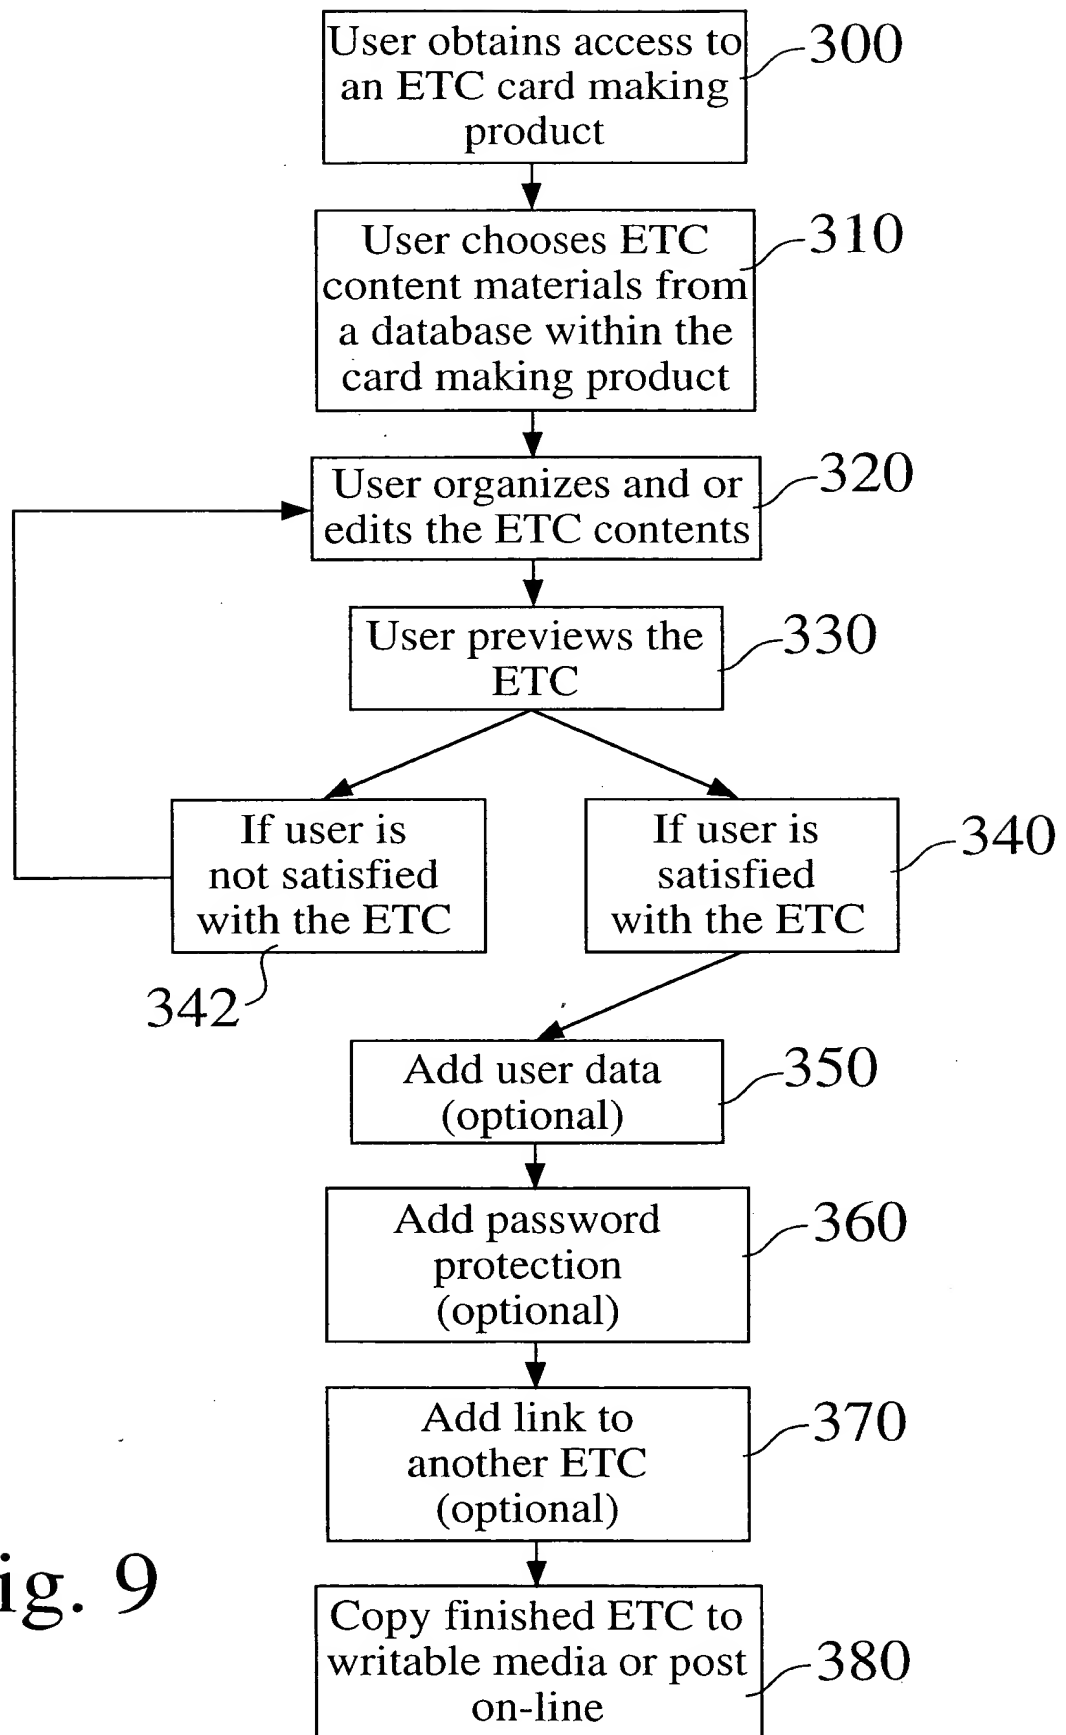 User obtains access to
an ETC card making
product
300
User chooses ETC
content materials from
a database within the
card making product
310
User organizes and or
edits the ETC contents
320
User previews the
ETC
330
If user is
not satisfied
with the ETC
342
If user is
satisfied
with the ETC
340
Add user data
(optional)
350
Add password
protection
(optional)
360
Add link to
another ETC
(optional)
370
Copy finished ETC to
writable media or post
on-line
380
ig. 9